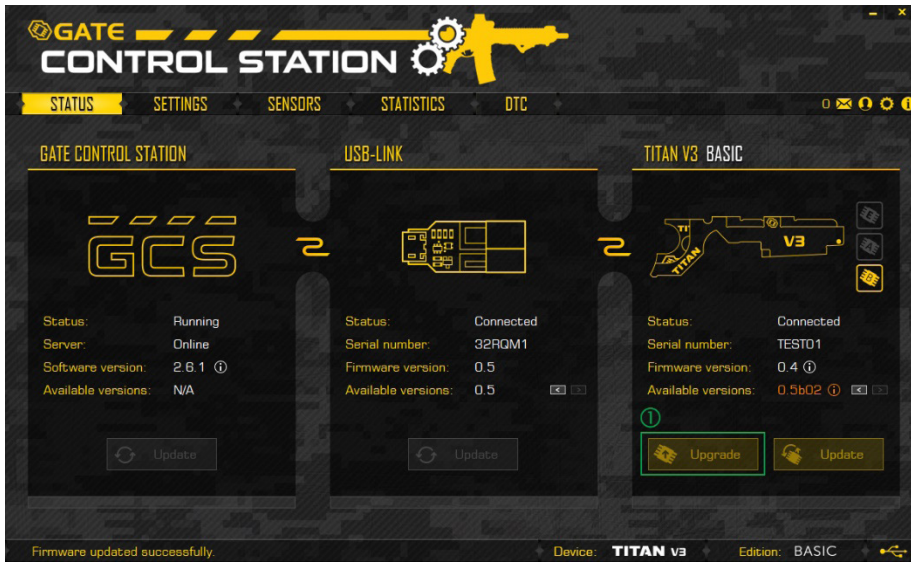 GATE
CONTROL STATION
STATUS SETTINGS SENSORS STATISTICS DTC 0
GATE CONTROL STATION
GCS
Status: Running
Server: Online
Software version: 2.6.1
Available versions: N/A
Update
USB-LINK
Status: Connected
Serial number: 32RQM1
Firmware version: 0.5
Available versions: 0.5 < >
Update
TITAN V3 BASIC
TITAN
V3
Status: Connected
Serial number: TEST01
Firmware version: 0.4
Available versions: 0.5b02 < >
1
Upgrade Update
Firmware updated successfully. Device: TITAN V3 Edition: BASIC